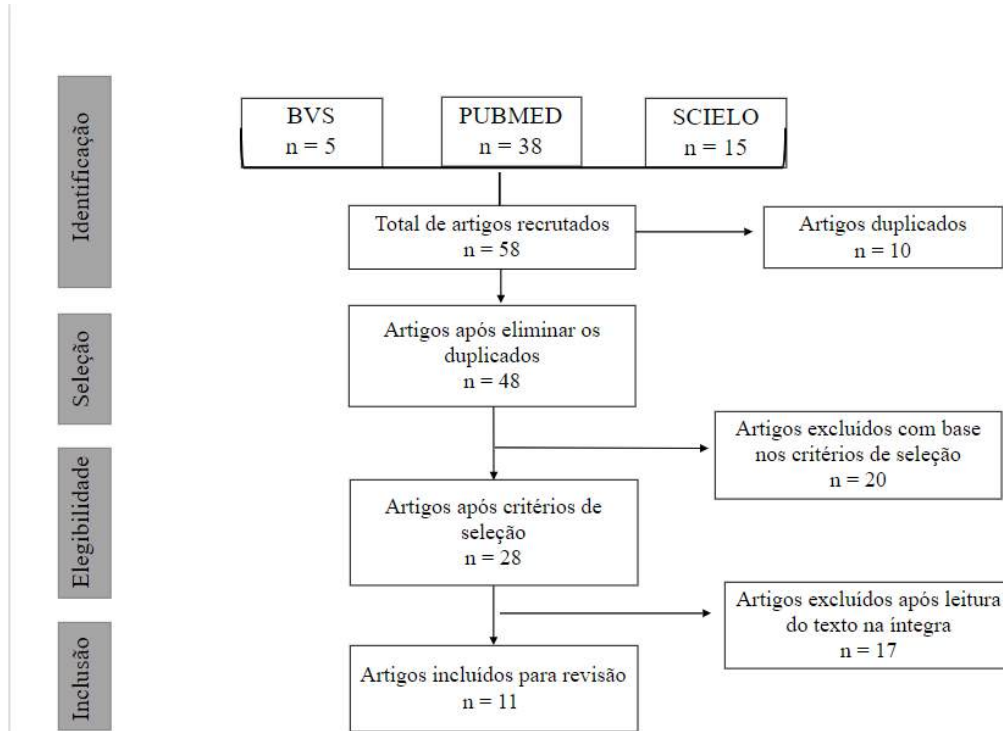 Identificação
BVS
n = 5
PUBMED
n = 38
SCIELO
n = 15
Total de artigos recrutados
n = 58
Artigos duplicados
n = 10
Seleção
Artigos após eliminar os
duplicados
n = 48
Artigos excluídos com base
nos critérios de seleção
n = 20
Elegibilidade
Artigos após critérios de
seleção
n = 28
Artigos excluídos após leitura
do texto na íntegra
n = 17
Inclusão
Artigos incluídos para revisão
n = 11